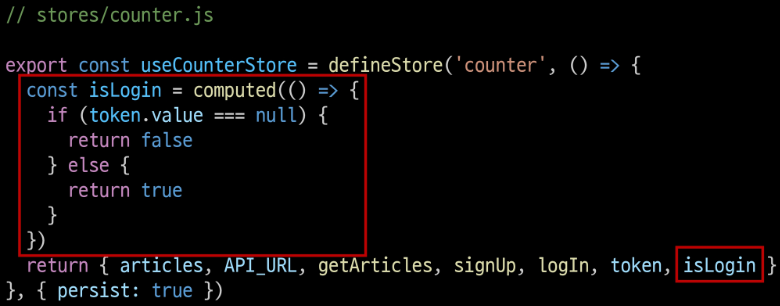 // stores/counter.js
export const useCounterStore = defineStore('counter', () => {
  const isLogin = computed(() => {
    if (token.value === null) {
      return false
    } else {
      return true
    }
  })
  return { articles, API_URL, getArticles, signUp, logIn, token, isLogin }
}, { persist: true })